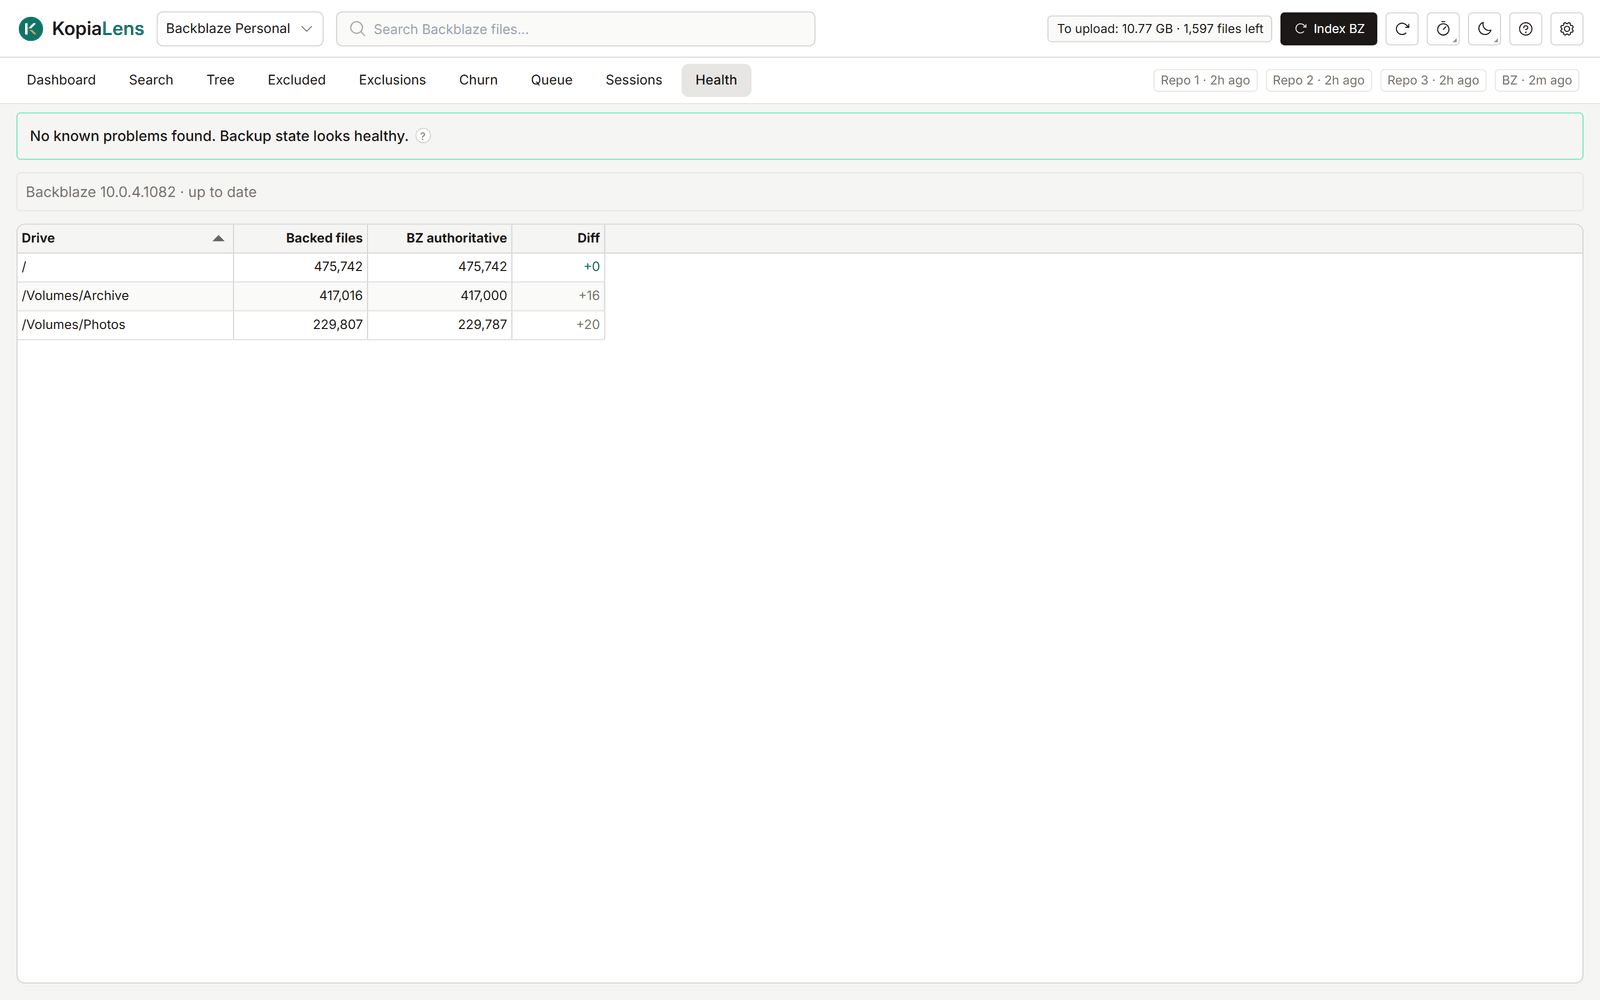 KopiaLens
Backblaze Personal
Search Backblaze files...
To upload: 10.77 GB · 1,597 files left
Index BZ
Dashboard Search Tree Excluded Exclusions Churn Queue Sessions Health
Repo 1 · 2h ago Repo 2 · 2h ago Repo 3 · 2h ago BZ · 2m ago
No known problems found. Backup state looks healthy. ?
Backblaze 10.0.4.1082 · up to date
Drive Backed files BZ authoritative Diff
/ 475,742 475,742 +0
/Volumes/Archive 417,016 417,000 +16
/Volumes/Photos 229,807 229,787 +20